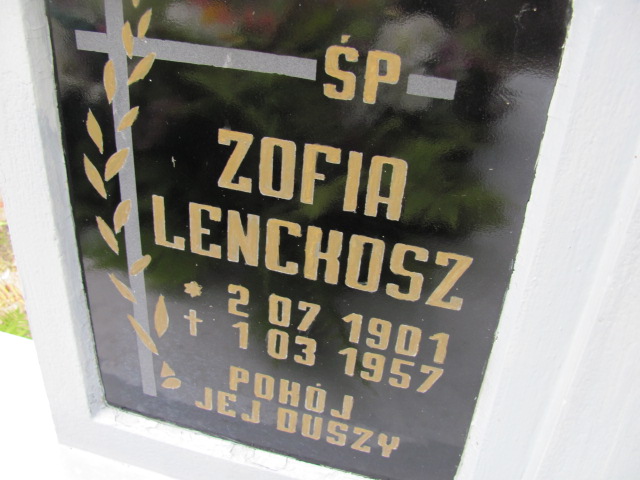 ŚP
ZOFIA
LENCKOSZ
* 2 07 1901
† 1 03 1957
POKÓJ
JEJ DUSZY